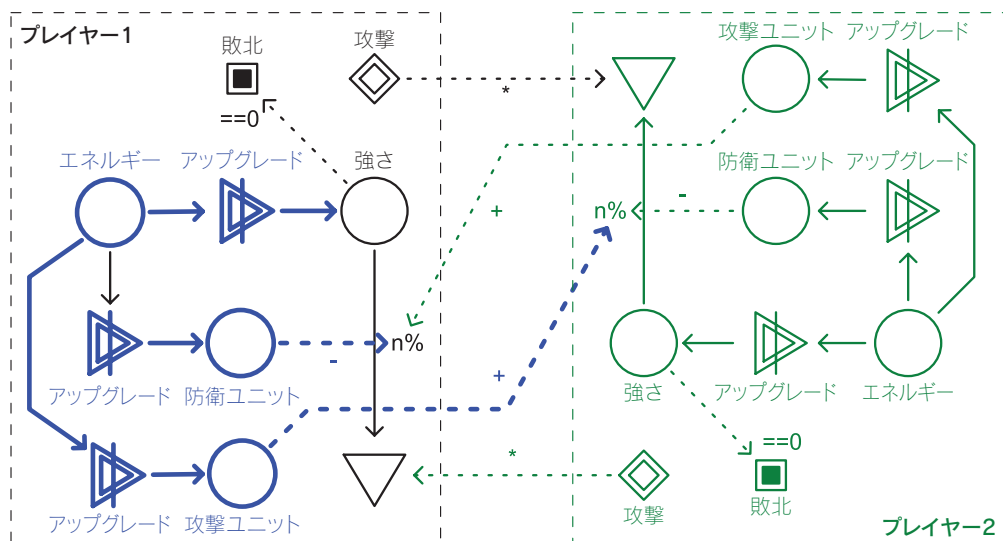 プレイヤー1
敗北
==0
攻撃
*
エネルギー
アップグレード
強さ
n%
アップグレード
防衛ユニット
-
アップグレード
攻撃ユニット
+
+
*
攻撃ユニット
アップグレード
防衛ユニット
アップグレード
n%
-
強さ
アップグレード
エネルギー
==0
攻撃
敗北
プレイヤー2